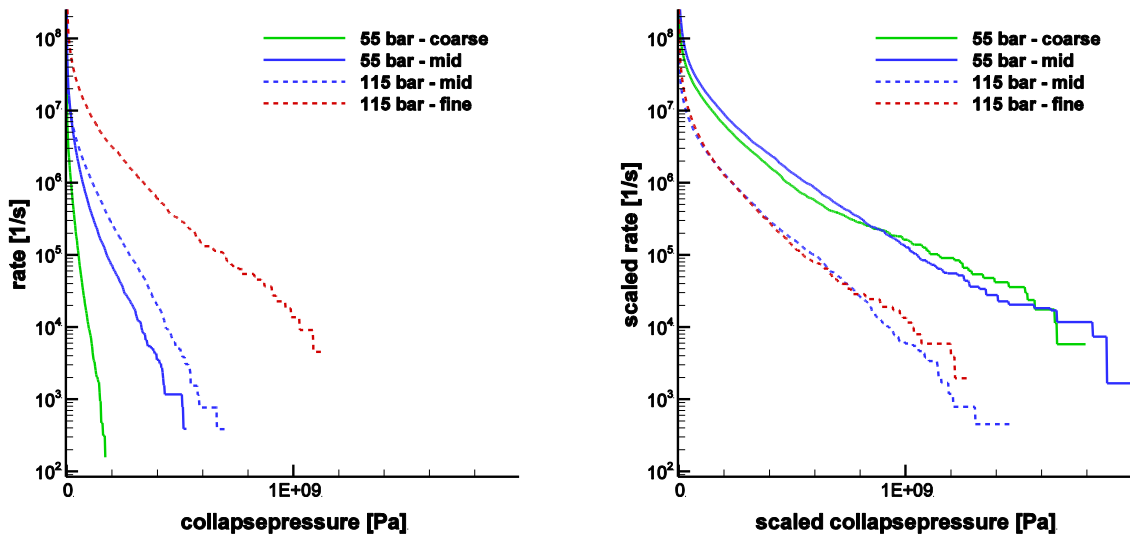 55 bar - coarse
55 bar - mid
115 bar - mid
115 bar - fine
10^8
10^7
10^6
10^5
10^4
10^3
10^2
rate [1/s]
0
1E+09
collapsepressure [Pa]
55 bar - coarse
55 bar - mid
115 bar - mid
115 bar - fine
10^8
10^7
10^6
10^5
10^4
10^3
10^2
scaled rate [1/s]
0
1E+09
scaled collapsepressure [Pa]